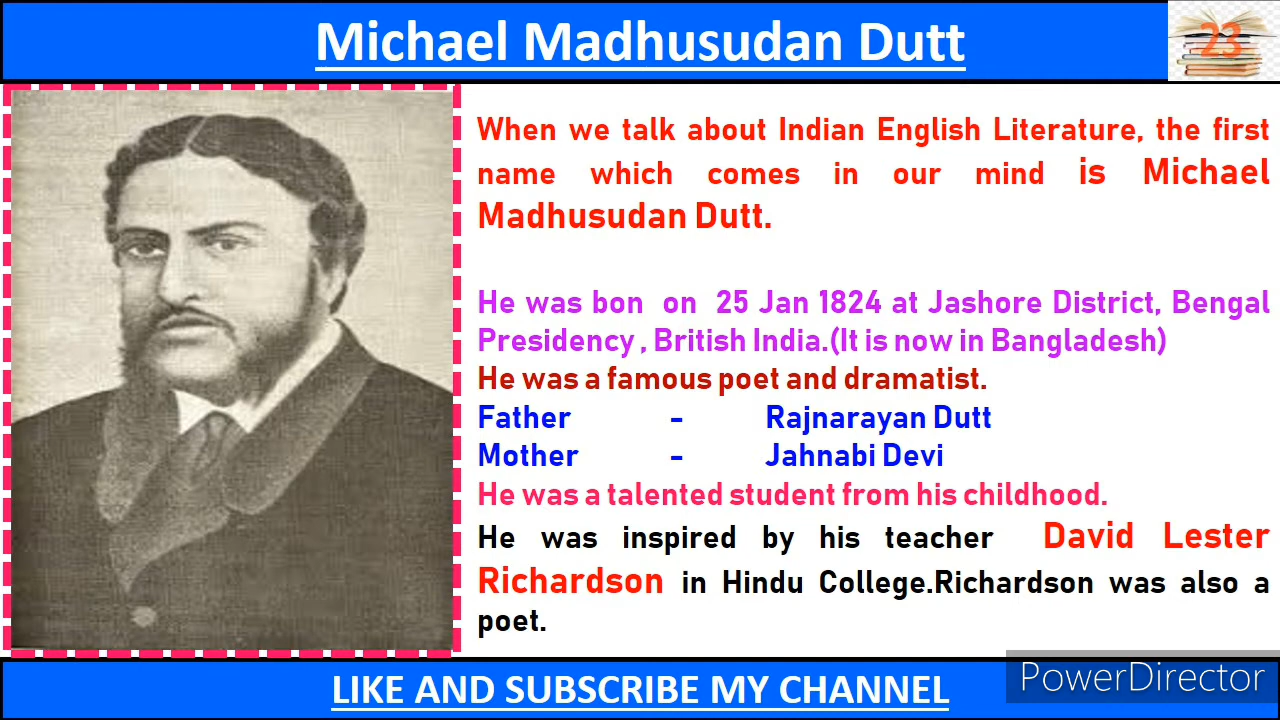 Michael Madhusudan Dutt
23
When we talk about Indian English Literature, the first
name which comes in our mind is Michael
Madhusudan Dutt.
He was bon on 25 Jan 1824 at Jashore District, Bengal
Presidency , British India.(It is now in Bangladesh)
He was a famous poet and dramatist.
Father - Rajnarayan Dutt
Mother - Jahnabi Devi
He was a talented student from his childhood.
He was inspired by his teacher David Lester
Richardson in Hindu College.Richardson was also a
poet.
PowerDirector
LIKE AND SUBSCRIBE MY CHANNEL